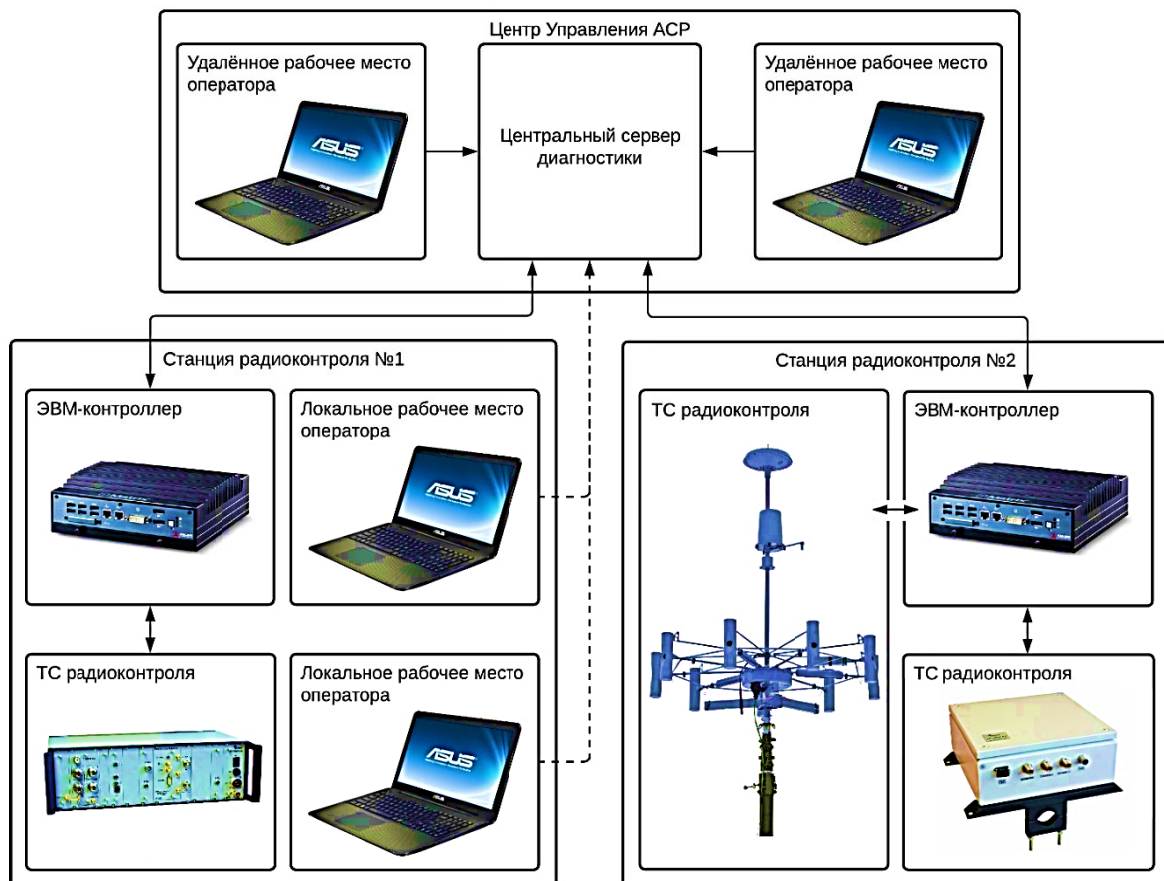 Центр Управления АСР
Удалённое рабочее место
оператора
ASUS
Центральный сервер
диагностики
Удалённое рабочее место
оператора
ASUS
Станция радиоконтроля №1
ЭВМ-контроллер
Локальное рабочее место
оператора
ASUS
ТС радиоконтроля
Локальное рабочее место
оператора
ASUS
Станция радиоконтроля №2
ТС радиоконтроля
ЭВМ-контроллер
ТС радиоконтроля